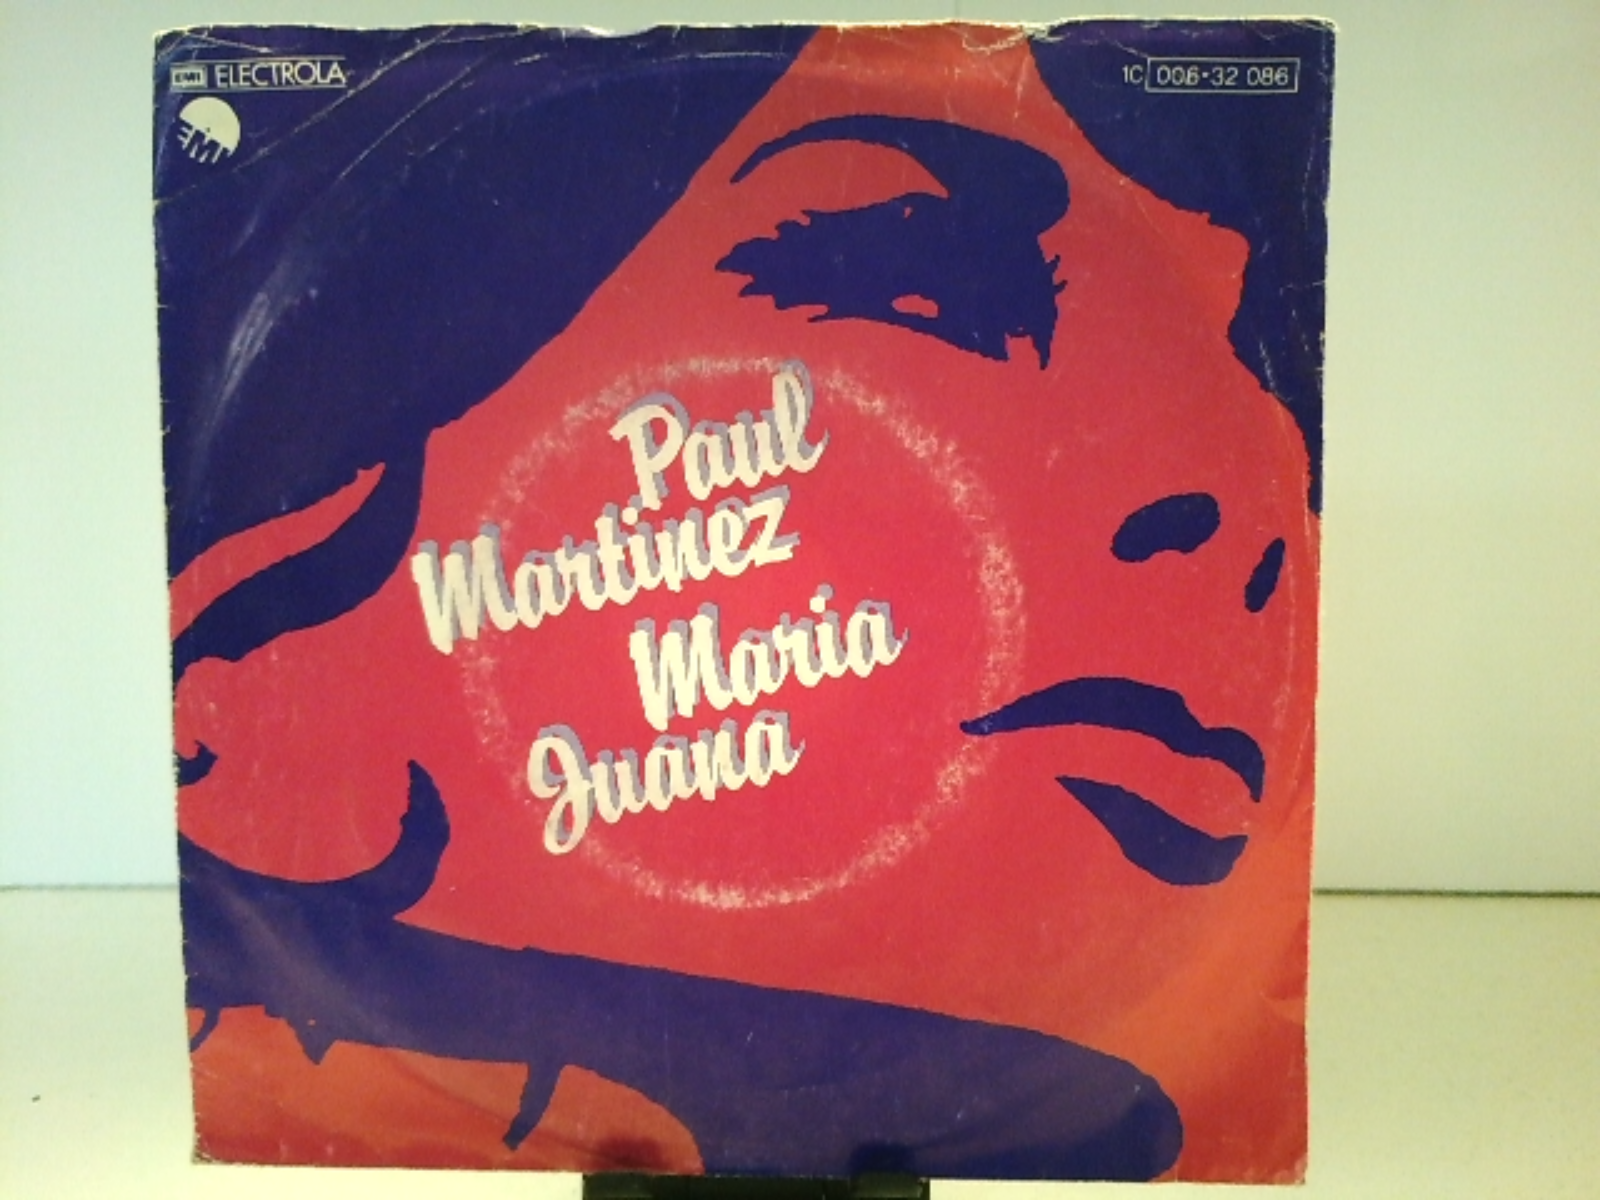 EMI ELECTROLA
EMI
1C 006·32 086
Paul
Martinez
Maria
Juana